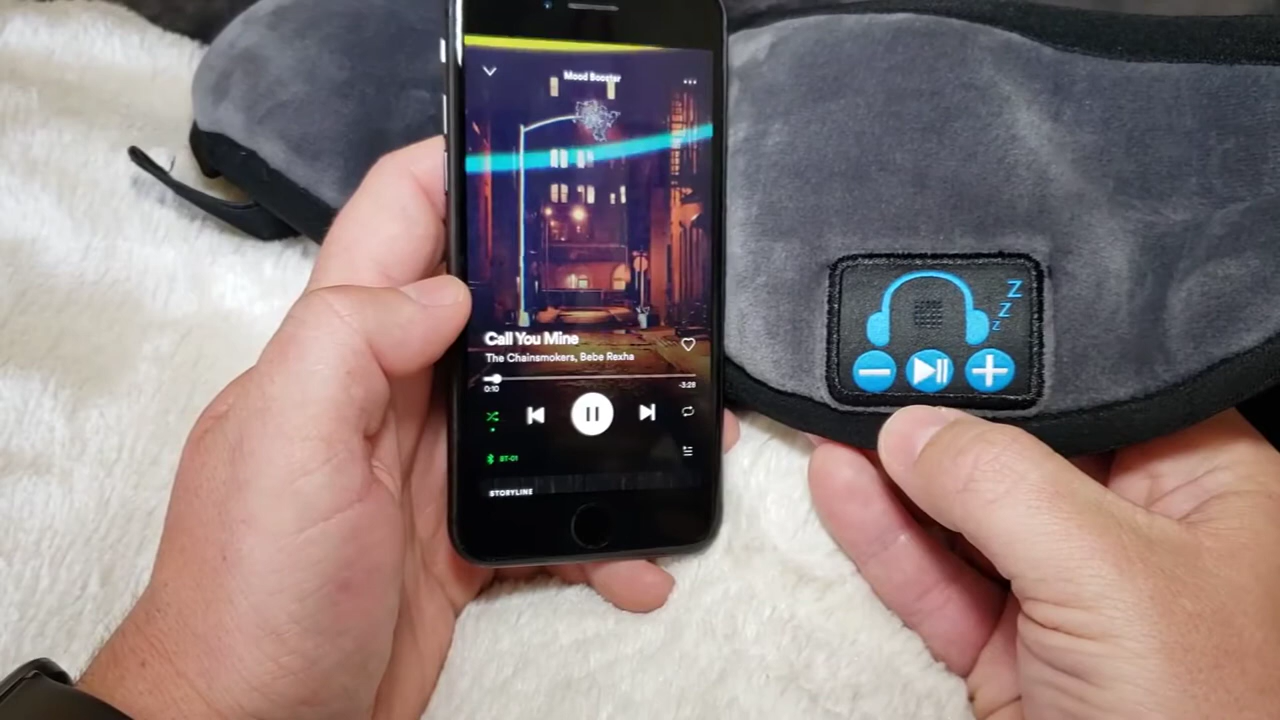 Mood Booster
Call You Mine
The Chainsmokers, Bebe Rexha
0:10
-3:28
BT-01
STORYLINE
Z
Z
Z